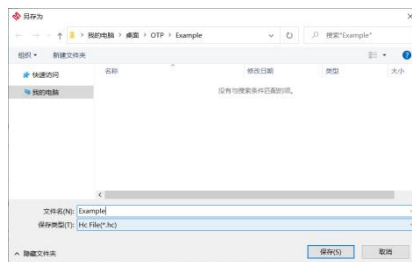 另存为
我的电脑 > 桌面 > OTP > Example
搜索"Example"
组织
新建文件夹
名称
修改日期
类型
大小
快速访问
我的电脑
没有与搜索条件匹配的项。
文件名(N): Example
保存类型(T): Hc File(*.hc)
隐藏文件夹
保存(S)
取消